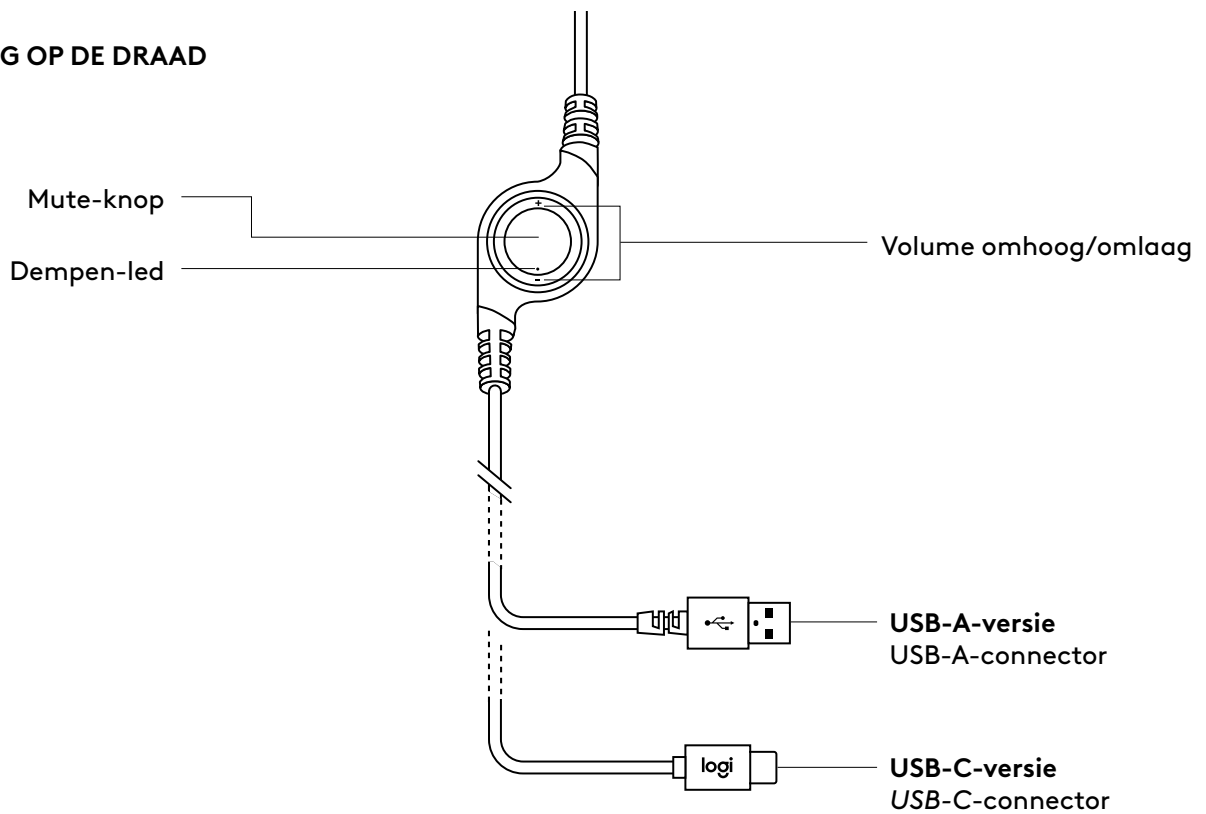 G OP DE DRAAD
Mute-knop
Dempen-led
+
-
Volume omhoog/omlaag
USB-A-versie
USB-A-connector
logi
USB-C-versie
USB-C-connector